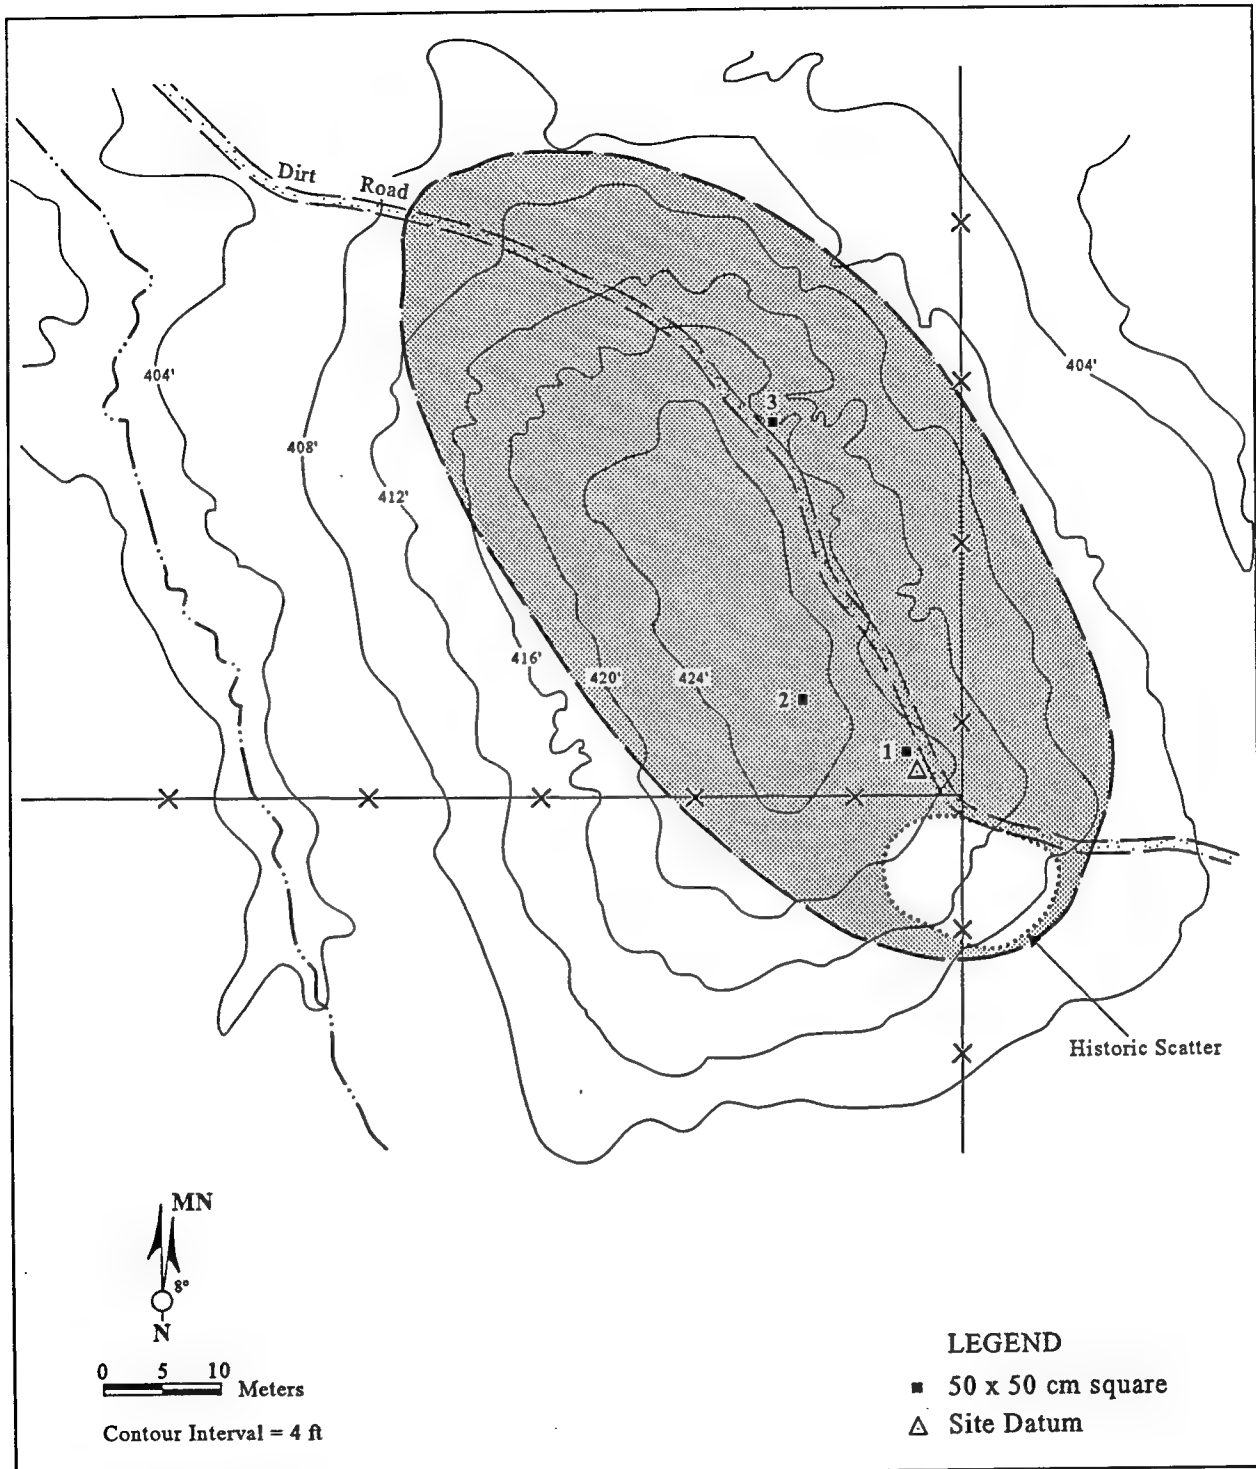 Dirt Road
404'
404'
3
408'
412'
416'
420'
424'
2
1
Historic Scatter
MN
8°
N
0 5 10
Meters
Contour Interval = 4 ft
LEGEND
50 x 50 cm square
Site Datum